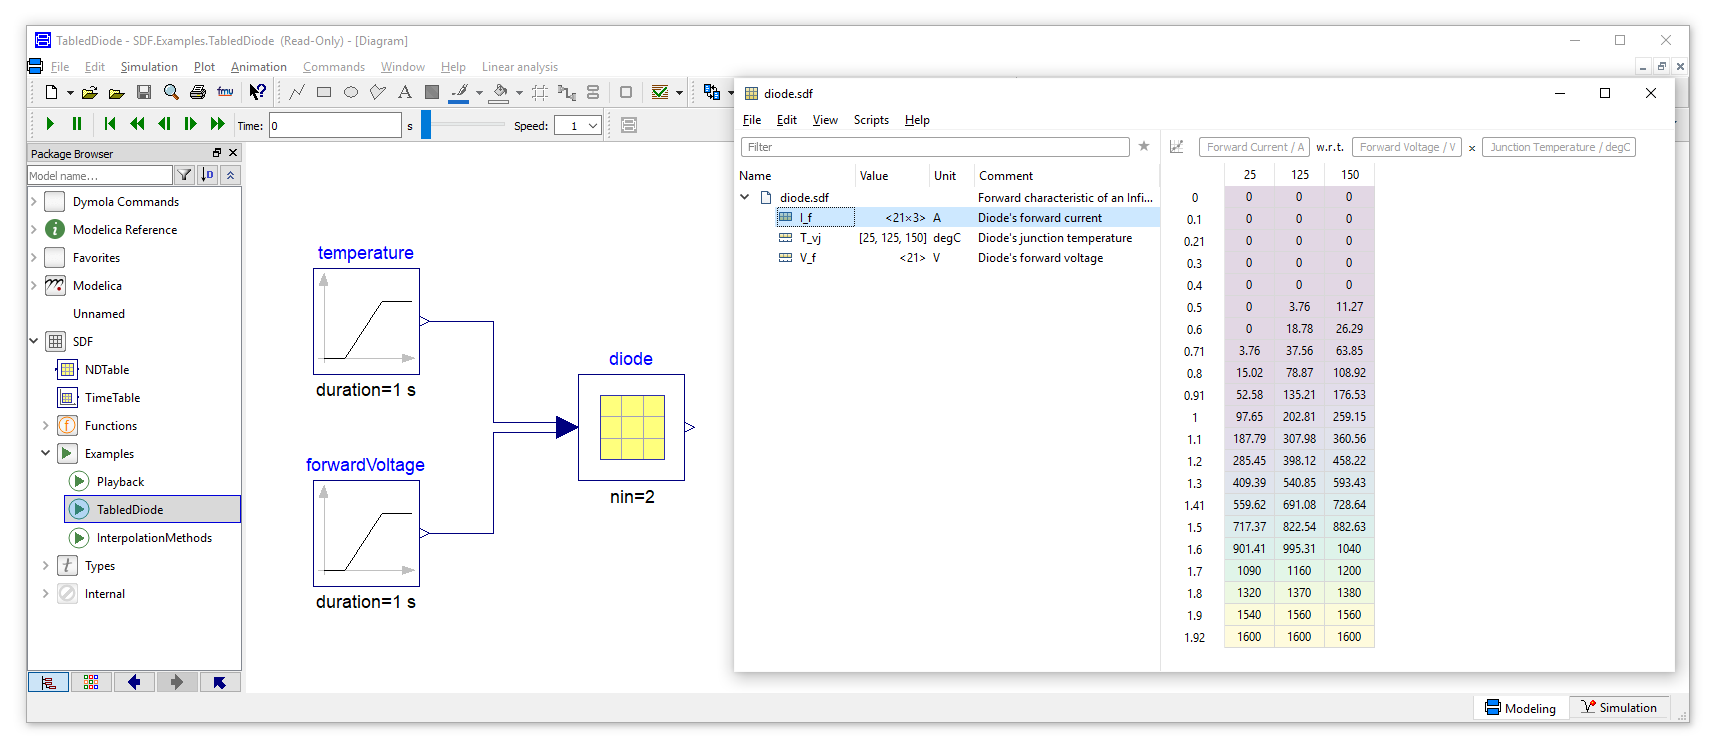 TabledDiode - SDF.Examples.TabledDiode (Read-Only) - [Diagram]
File Edit Simulation Plot Animation Commands Window Help Linear analysis
fmu
Time: 0 s Speed: 1
Package Browser
Model name...
Dymola Commands
Modelica Reference
Favorites
Modelica
Unnamed
SDF
NDTable
TimeTable
Functions
Examples
Playback
TabledDiode
InterpolationMethods
Types
Internal
temperature
duration=1 s
forwardVoltage
duration=1 s
diode
nin=2
diode.sdf
File Edit View Scripts Help
Filter
Name Value Unit Comment
diode.sdf Forward characteristic of an Infi...
I_f <21×3> A Diode's forward current
T_vj [25, 125, 150] degC Diode's junction temperature
V_f <21> V Diode's forward voltage
Forward Current / A w.r.t. Forward Voltage / V × Junction Temperature / degC
25 125 150
0 0 0 0
0.1 0 0 0
0.21 0 0 0
0.3 0 0 0
0.4 0 0 0
0.5 0 3.76 11.27
0.6 0 18.78 26.29
0.71 3.76 37.56 63.85
0.8 15.02 78.87 108.92
0.91 52.58 135.21 176.53
1 97.65 202.81 259.15
1.1 187.79 307.98 360.56
1.2 285.45 398.12 458.22
1.3 409.39 540.85 593.43
1.41 559.62 691.08 728.64
1.5 717.37 822.54 882.63
1.6 901.41 995.31 1040
1.7 1090 1160 1200
1.8 1320 1370 1380
1.9 1540 1560 1560
1.92 1600 1600 1600
Modeling Simulation